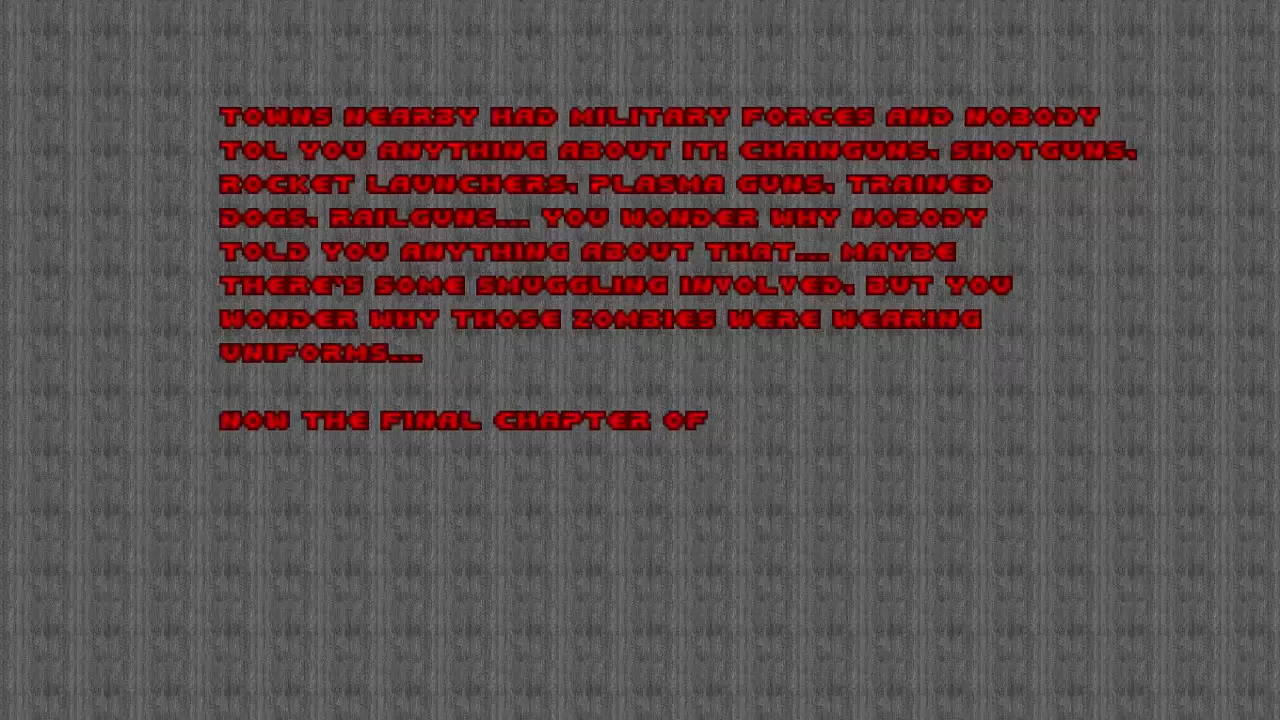 TOWNS NEARBY HAD MILITARY FORCES AND NOBODY
TOL YOU ANYTHING ABOUT IT! CHAINGUNS, SHOTGUNS,
ROCKET LAUNCHERS, PLASMA GUNS, TRAINED
DOGS, RAILGUNS... YOU WONDER WHY NOBODY
TOLD YOU ANYTHING ABOUT THAT... MAYBE
THERE'S SOME SMUGGLING INVOLVED, BUT YOU
WONDER WHY THOSE ZOMBIES WERE WEARING
UNIFORMS...
NOW THE FINAL CHAPTER OF